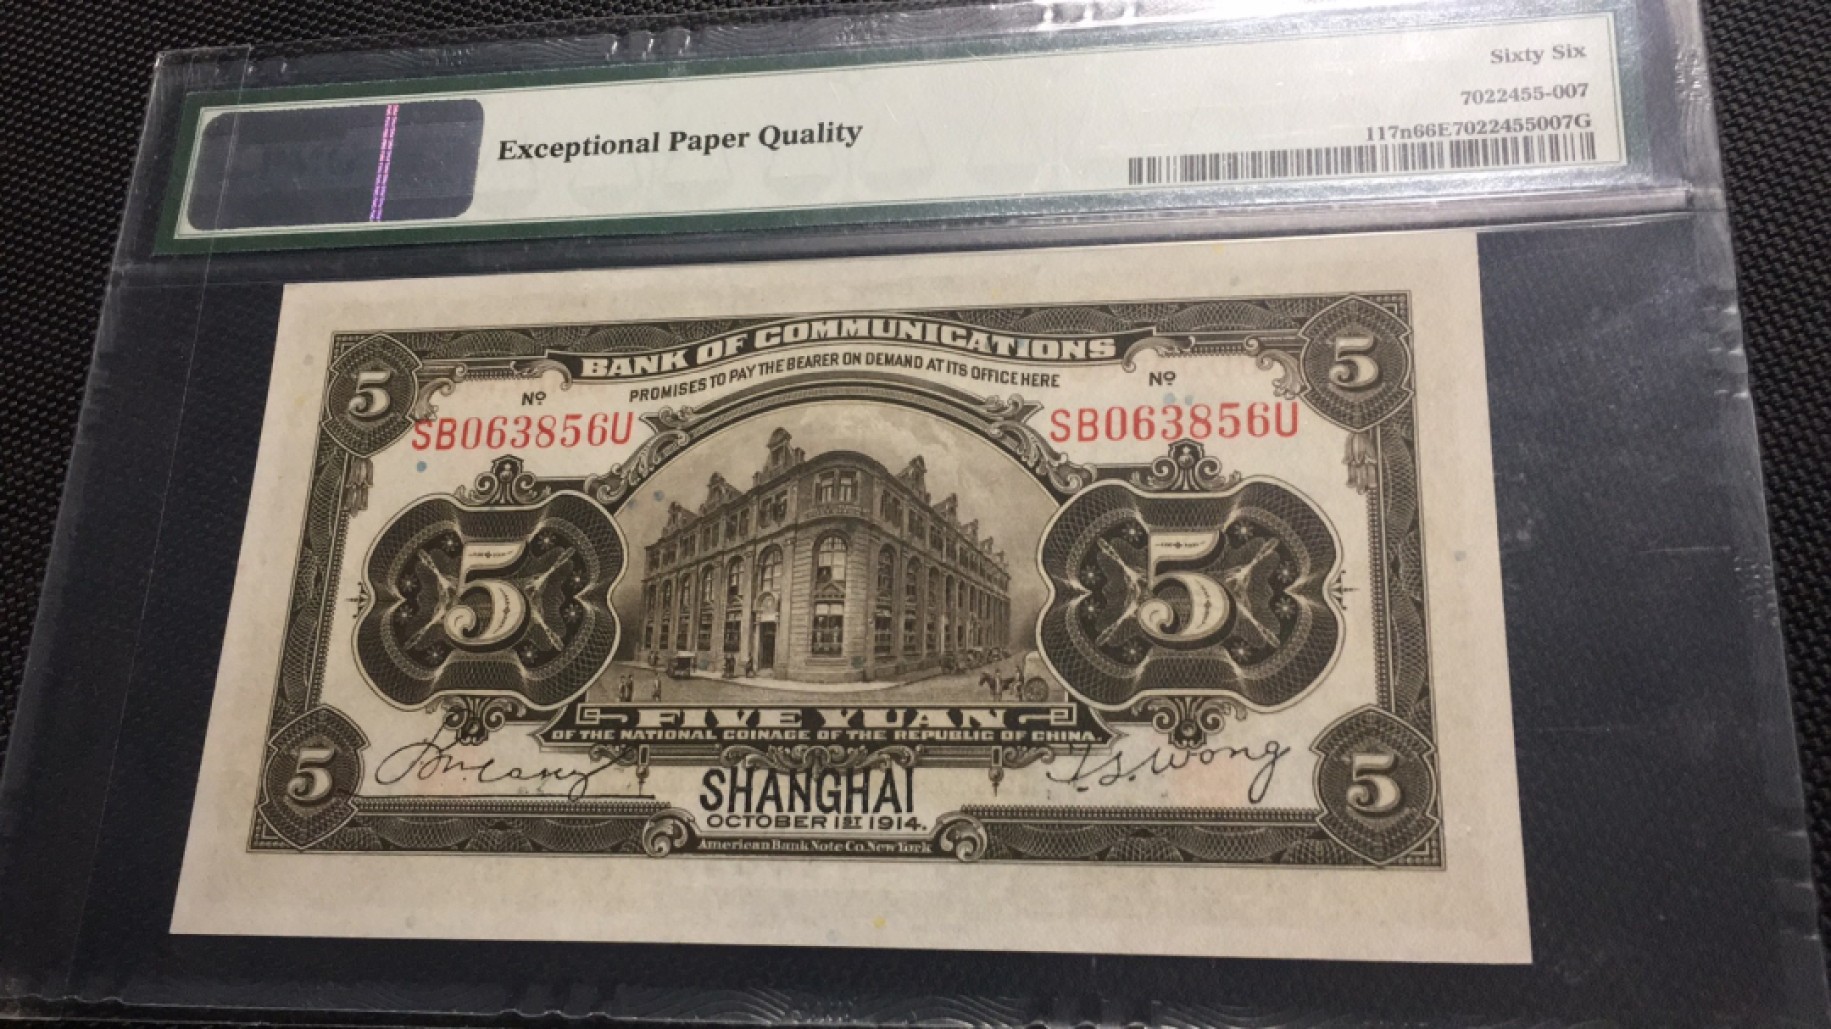 Sixty Six
7022455-007
117n66E7022455007G
Exceptional Paper Quality
5
BANK OF COMMUNICATIONS
5
PROMISES TO PAY THE BEARER ON DEMAND AT ITS OFFICE HERE
Nº
Nº
SB063856U
SB063856U
5
5
FIVE YUAN
OF THE NATIONAL COINAGE OF THE REPUBLIC OF CHINA.
5
S. Wong
5
SHANGHAI
OCTOBER 1ST 1914.
American Bank Note Co. New York